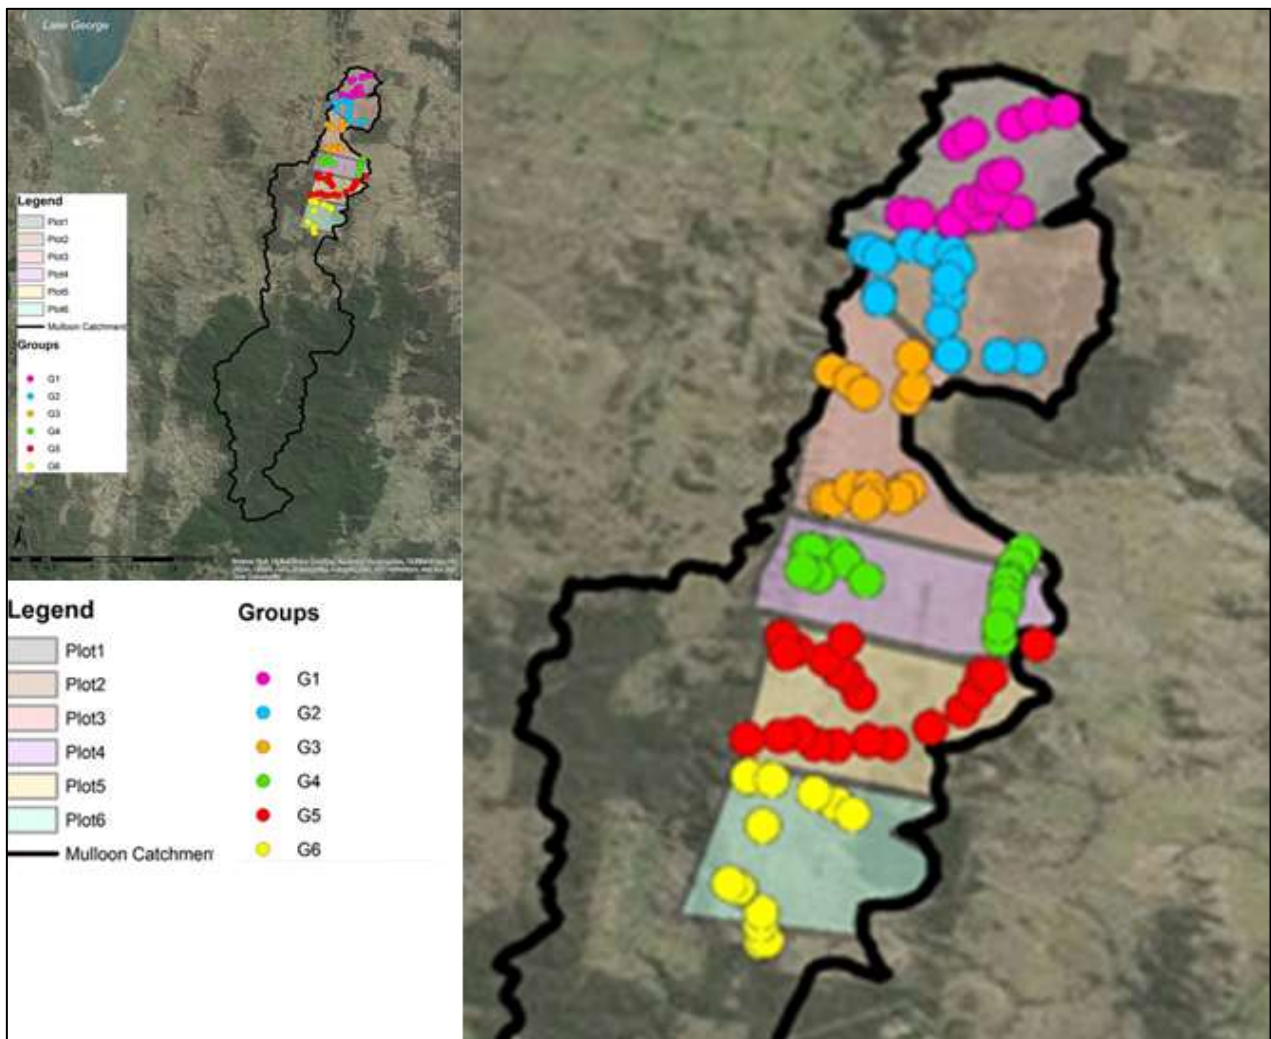 Lake George
Legend
Plot1
Plot2
Plot3
Plot4
Plot5
Plot6
Mulloon Catchment
Groups
G1
G2
G3
G4
G5
G6
Legend
Plot1
Plot2
Plot3
Plot4
Plot5
Plot6
Mulloon Catchmen
Groups
G1
G2
G3
G4
G5
G6